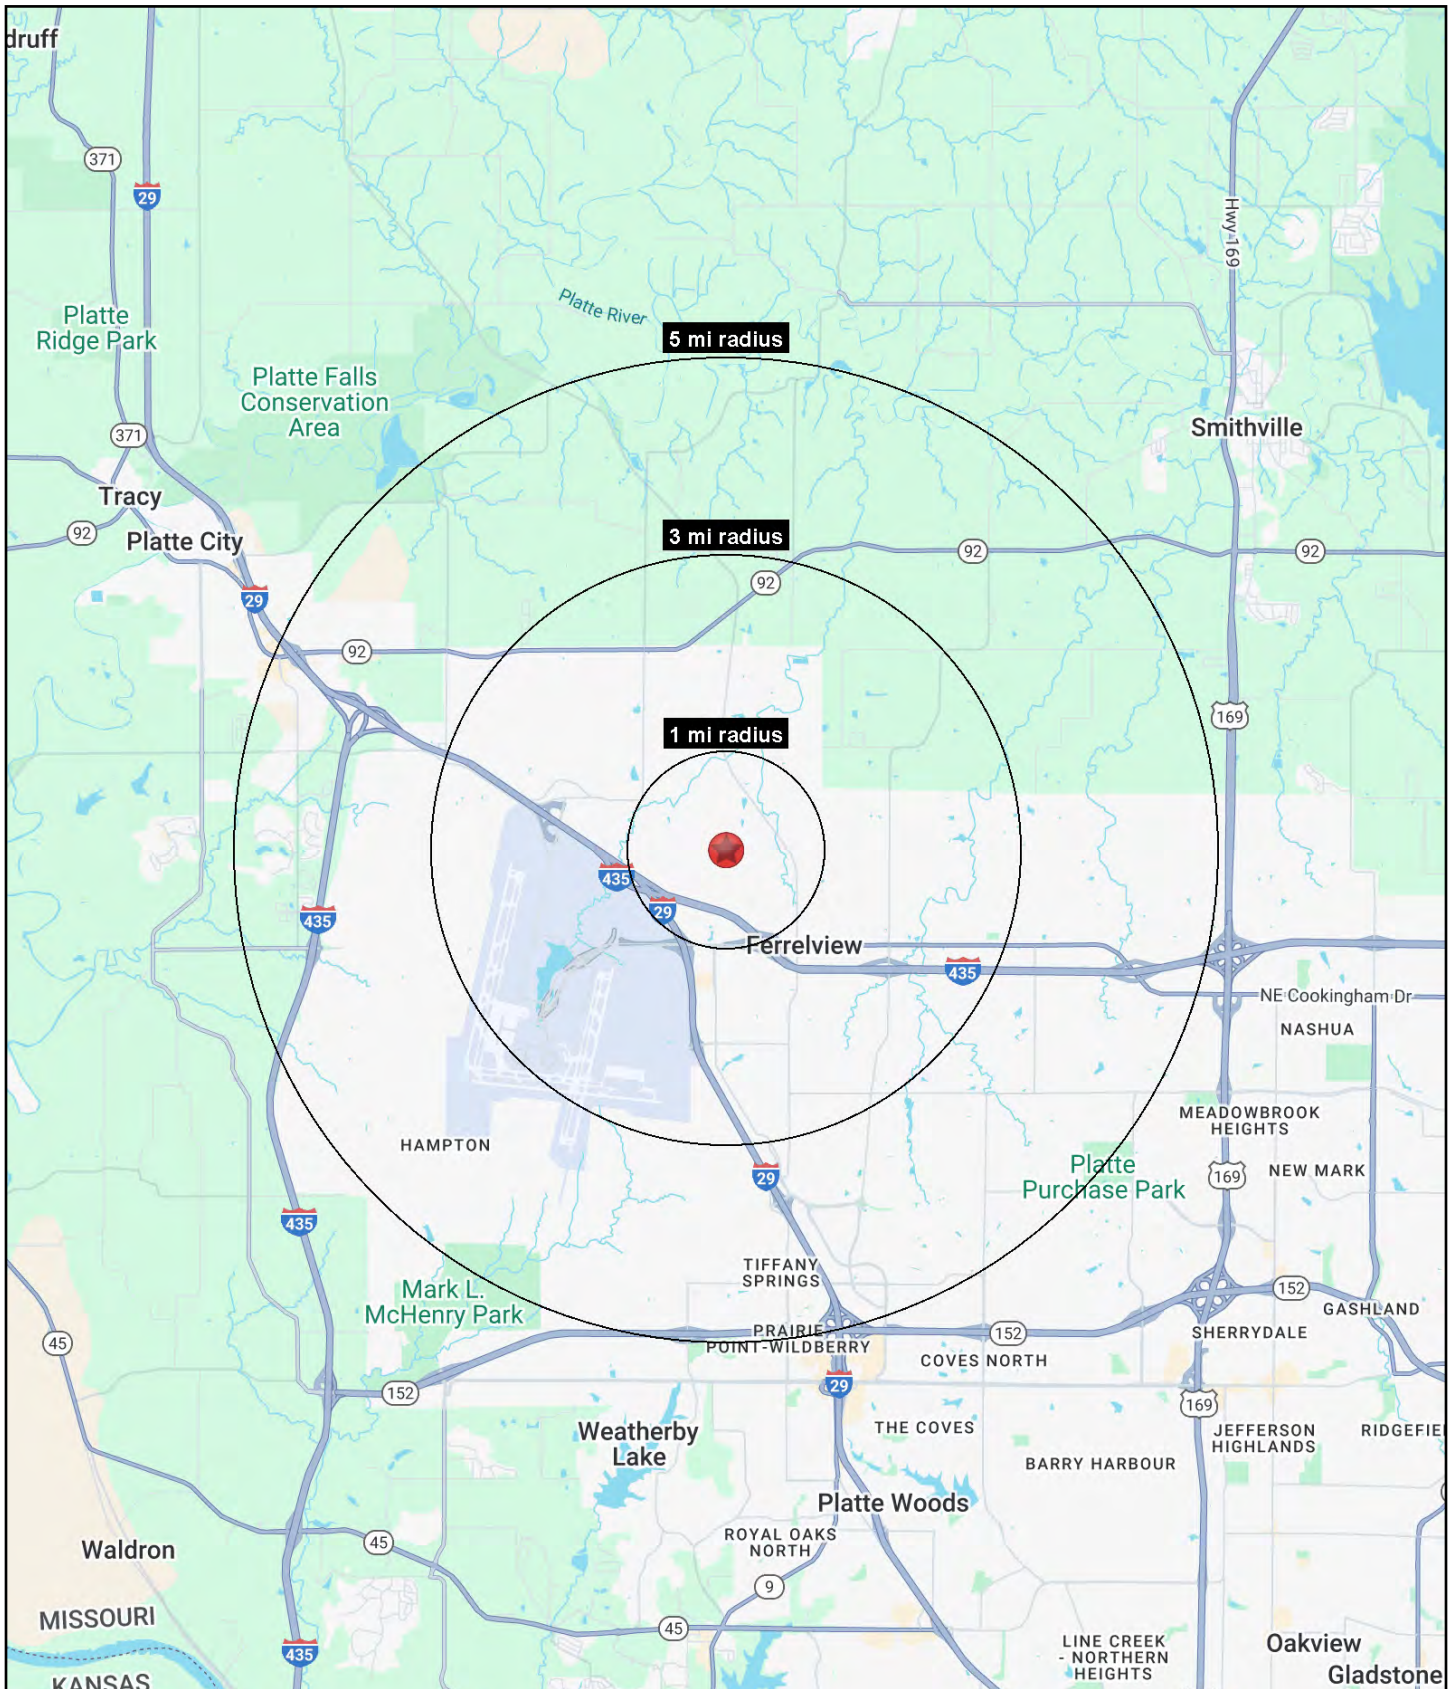 druff
371
29
Hwy 169
Platte
Ridge Park
Platte River
5 mi radius
Platte Falls
Conservation
Area
371
Smithville
Tracy
92
Platte City
3 mi radius
92
92
92
29
92
169
1 mi radius
435
29
435
Ferrelview
435
NE Cookingham Dr
NASHUA
MEADOWBROOK
HEIGHTS
HAMPTON
Platte
Purchase Park
169
NEW MARK
29
435
TIFFANY
SPRINGS
Mark L.
McHenry Park
152
GASHLAND
45
PRAIRIE
POINT-WILDBERRY
152
SHERRYDALE
COVES NORTH
152
29
169
Weatherby
Lake
THE COVES
JEFFERSON
HIGHLANDS
RIDGEFIE
BARRY HARBOUR
Platte Woods
Waldron
45
ROYAL OAKS
NORTH
9
MISSOURI
45
435
LINE CREEK
- NORTHERN
HEIGHTS
Oakview
Gladstone
KANSAS